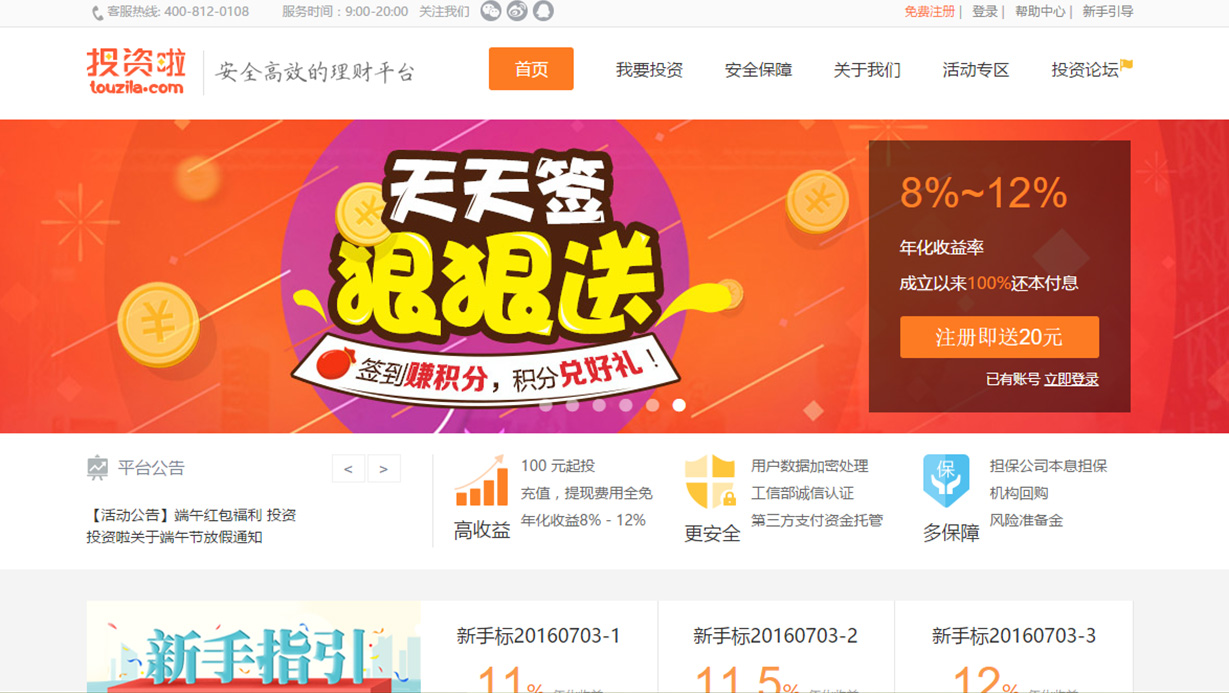 客服热线: 400-812-0108 服务时间：9:00-20:00 关注我们 免费注册| 登录| 帮助中心| 新手引导
投资啦
touzila.com
安全高效的理财平台
首页 我要投资 安全保障 关于我们 活动专区 投资论坛
天天签
狠狠送
签到赚积分，积分兑好礼！
8%~12%
年化收益率
成立以来100%还本付息
注册即送20元
已有账号 立即登录
平台公告 < >
【活动公告】端午红包福利 投资
投资啦关于端午节放假通知
高收益
100 元起投
充值，提现费用全免
年化收益8% - 12%
更安全
用户数据加密处理
工信部诚信认证
第三方支付资金托管
保
多保障
担保公司本息担保
机构回购
风险准备金
新手指引
新手标20160703-1
11%
新手标20160703-2
11.5%
新手标20160703-3
12%